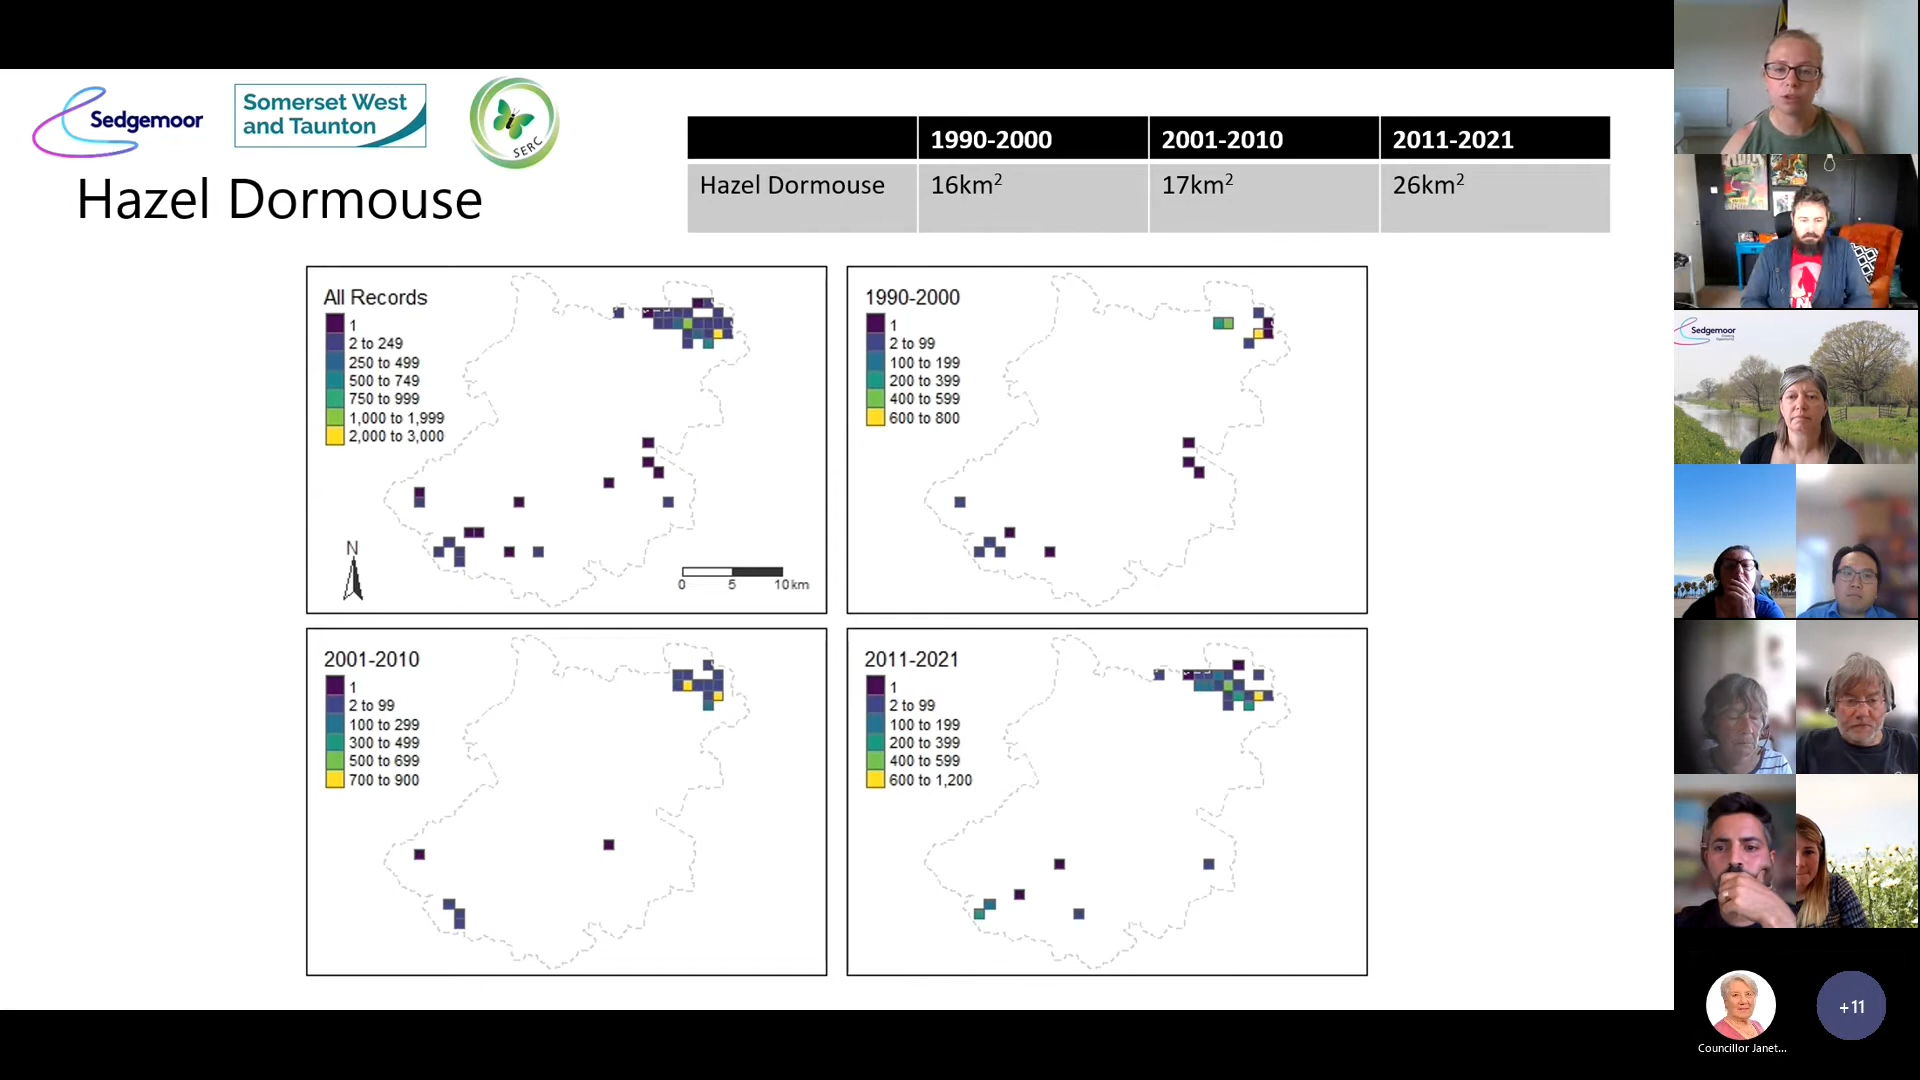 Sedgemoor
Somerset West
and Taunton
SERC
Hazel Dormouse
1990-2000 2001-2010 2011-2021
Hazel Dormouse 16km² 17km² 26km²
All Records
1
2 to 249
250 to 499
500 to 749
750 to 999
1,000 to 1,999
2,000 to 3,000
N
0 5 10km
1990-2000
1
2 to 99
100 to 199
200 to 399
400 to 599
600 to 800
2001-2010
1
2 to 99
100 to 299
300 to 499
500 to 699
700 to 900
2011-2021
1
2 to 99
100 to 199
200 to 399
400 to 599
600 to 1,200
Sedgemoor
Councillor Janet...
+11